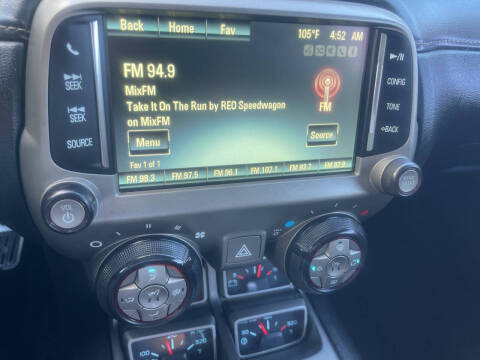 Back Home Fav 105°F 4:52 AM
SEEK
SEEK
SOURCE
FM 94.9
MixFM
Take It On The Run by REO Speedwagon
on MixFM
FM
Menu Source
Fav 1 of 1
FM 98.3 FM 97.5 FM 96.1 FM 107.1 FM 93.7 FM 92.9
CONFIG
TONE
BACK
VOL